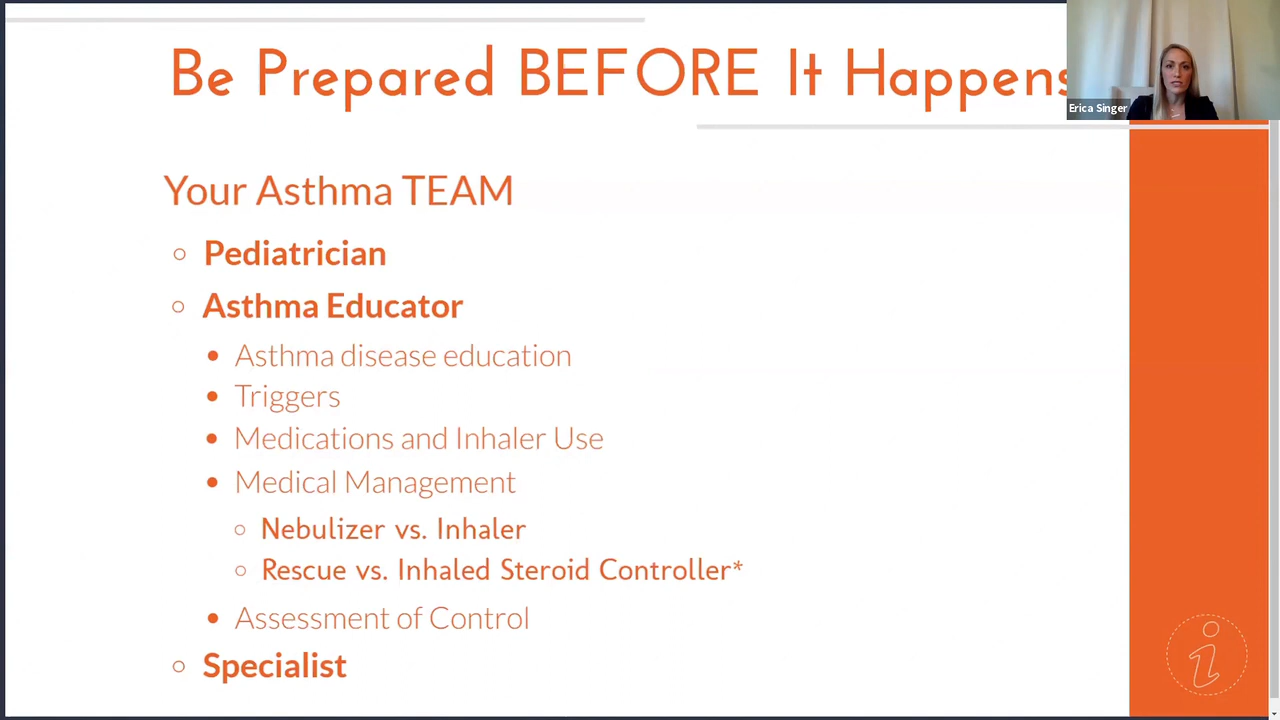 Be Prepared BEFORE It Happens
Erica Singer
Your Asthma TEAM
Pediatrician
Asthma Educator
Asthma disease education
Triggers
Medications and Inhaler Use
Medical Management
Nebulizer vs. Inhaler
Rescue vs. Inhaled Steroid Controller*
Assessment of Control
Specialist
i